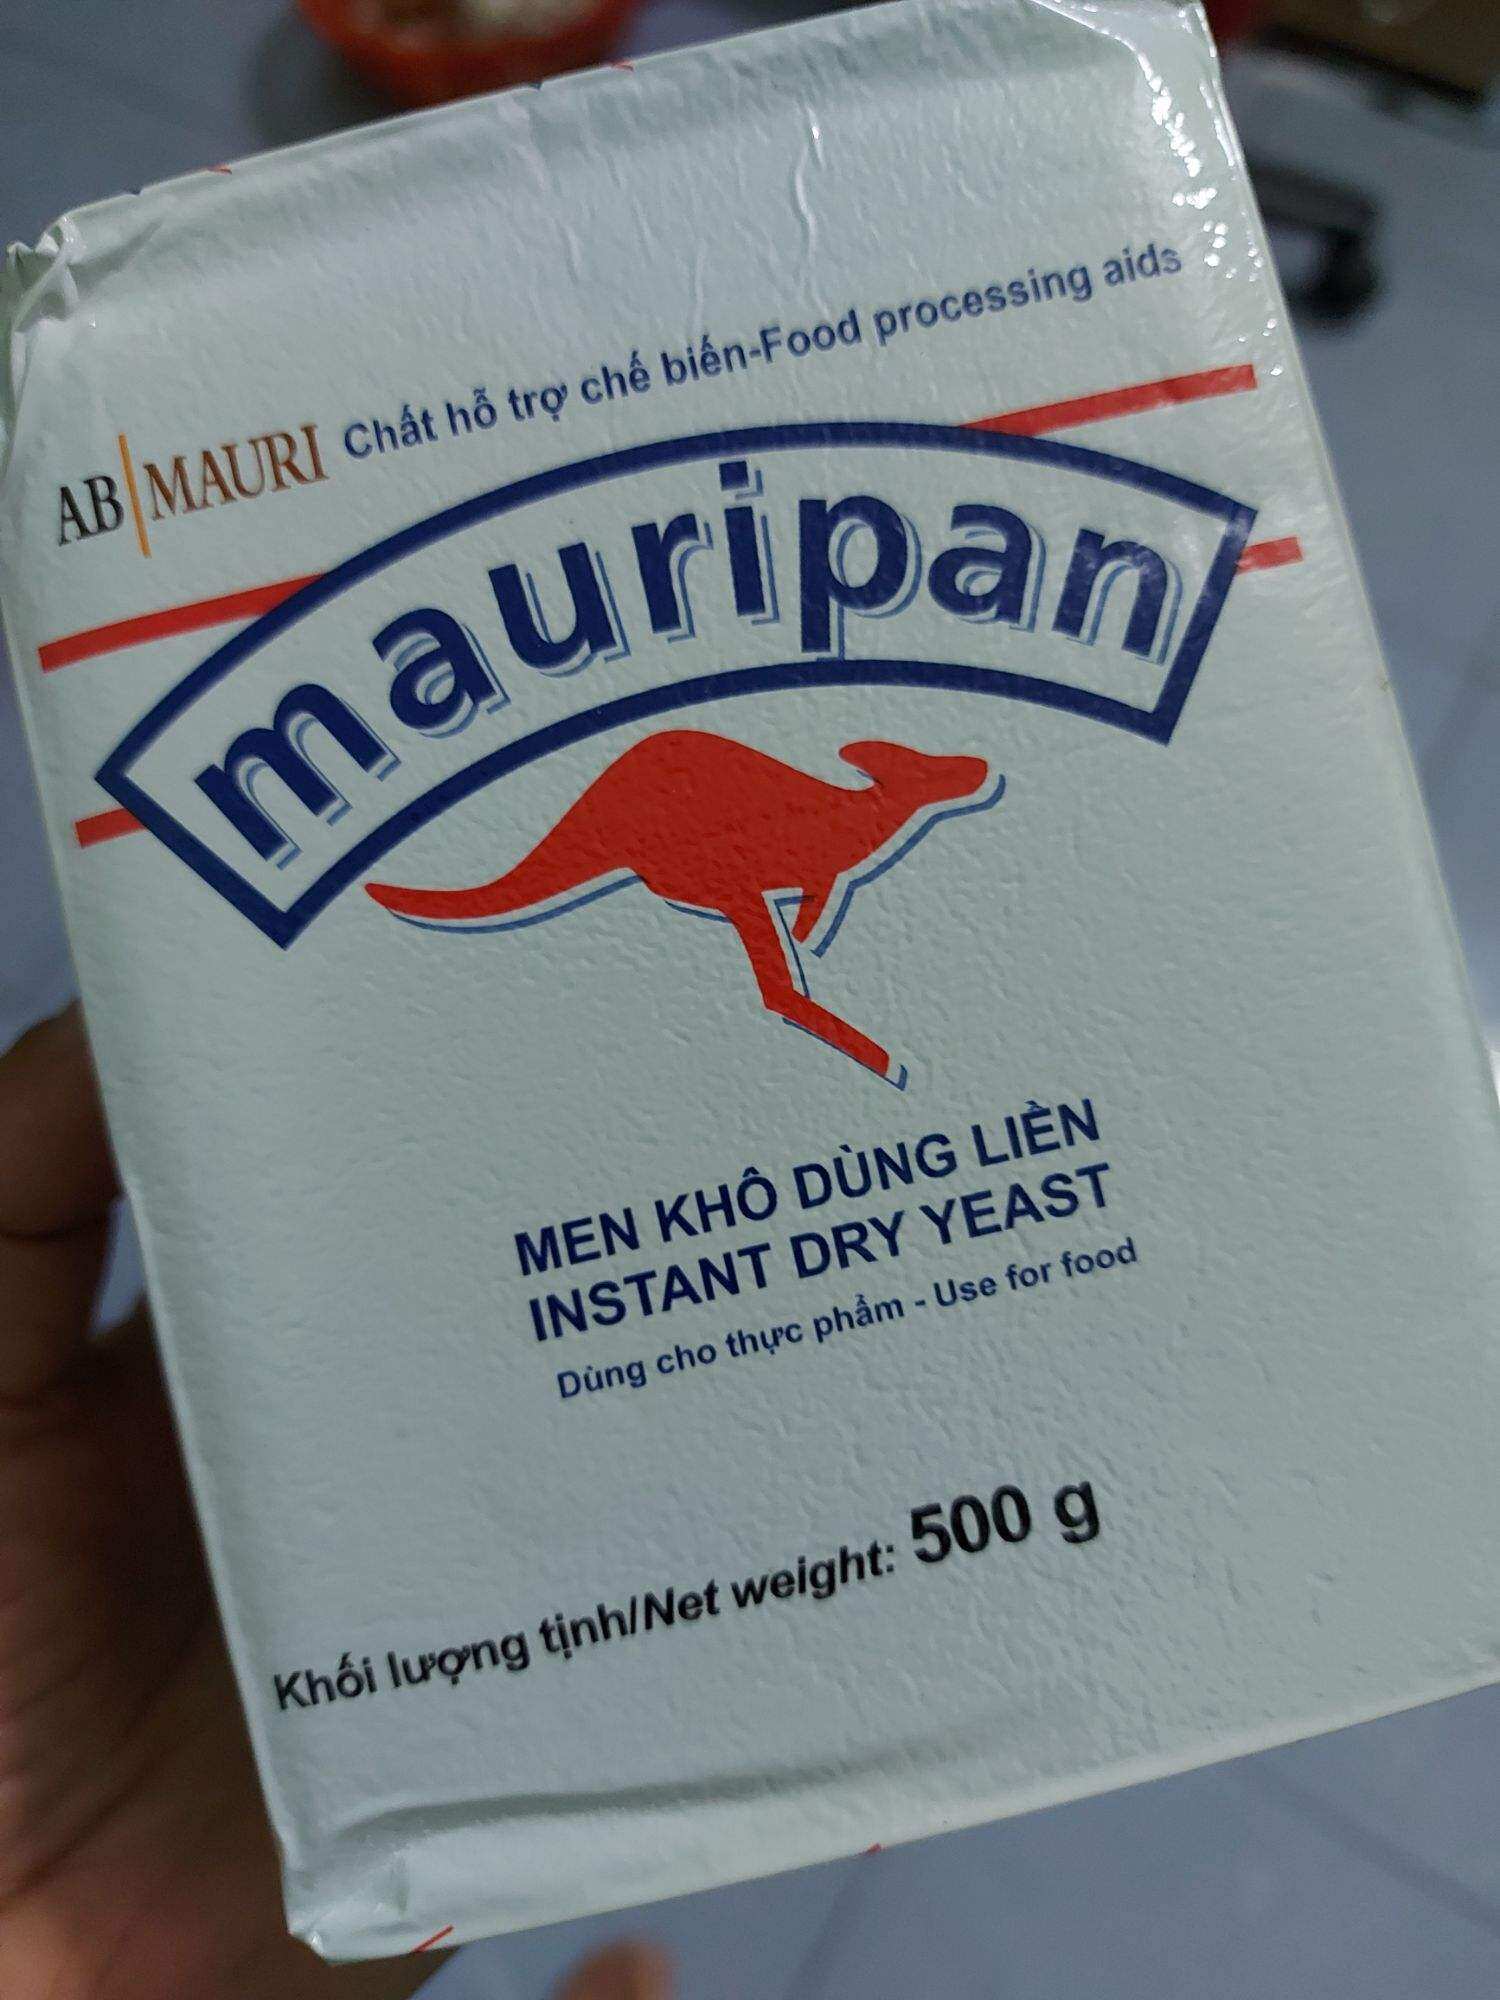 AB MAURI Chất hỗ trợ chế biến-Food processing aids
mauripan
MEN KHÔ DÙNG LIỀN
INSTANT DRY YEAST
Dùng cho thực phẩm - Use for food
Khối lượng tịnh/Net weight: 500 g